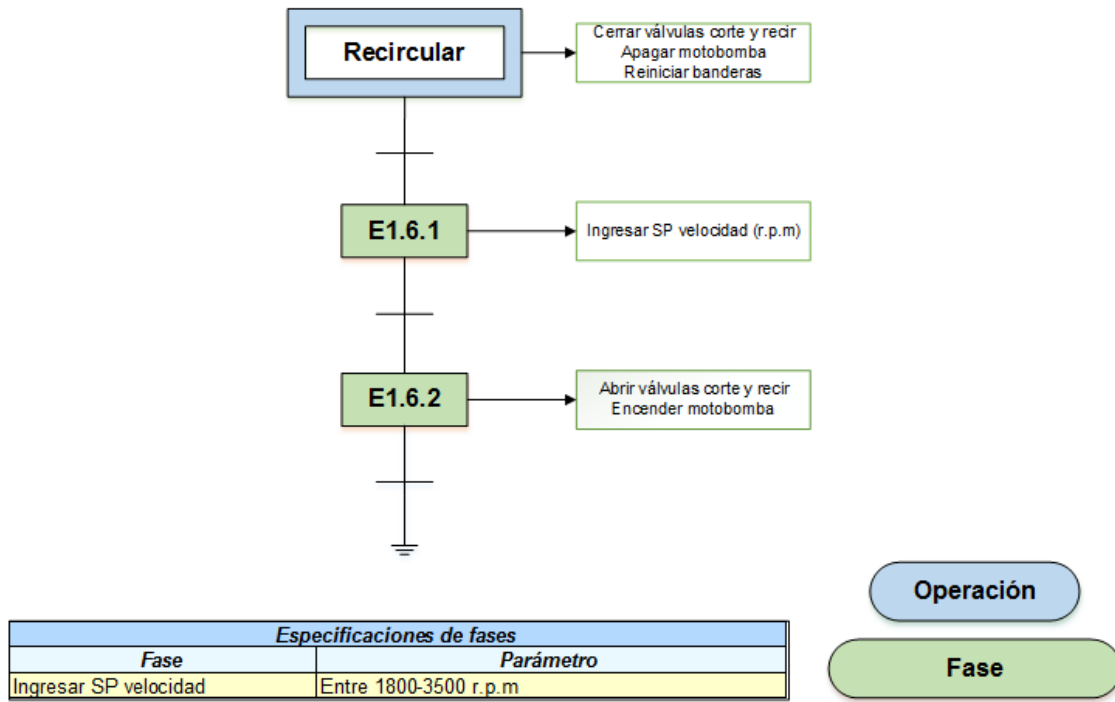 Recircular
Cerrar válvulas corte y recir
Apagar motobomba
Reiniciar banderas
E1.6.1
Ingresar SP velocidad (r.p.m)
E1.6.2
Abrir válvulas corte y recir
Encender motobomba
Operación
Fase
Especificaciones de fases
Fase Parámetro
Ingresar SP velocidad Entre 1800-3500 r.p.m